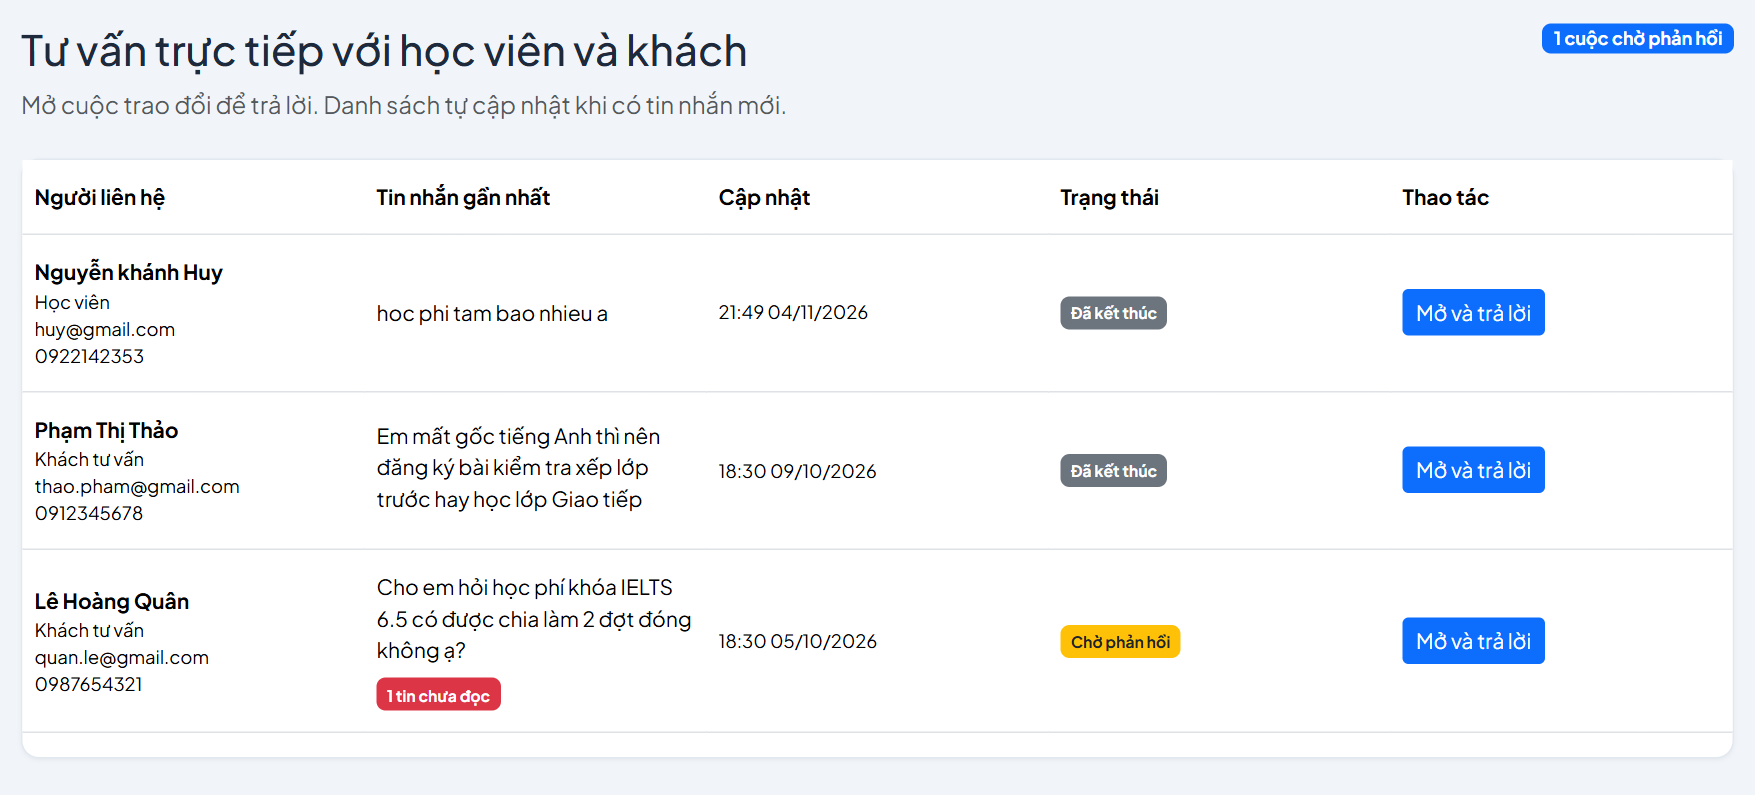 Tư vấn trực tiếp với học viên và khách
1 cuộc chờ phản hồi
Mở cuộc trao đổi để trả lời. Danh sách tự cập nhật khi có tin nhắn mới.
Người liên hệ
Tin nhắn gần nhất
Cập nhật
Trạng thái
Thao tác
Nguyễn khánh Huy
Học viên
huy@gmail.com
0922142353
hoc phi tam bao nhieu a
21:49 04/11/2026
Đã kết thúc
Mở và trả lời
Phạm Thị Thảo
Khách tư vấn
thao.pham@gmail.com
0912345678
Em mất gốc tiếng Anh thì nên
đăng ký bài kiểm tra xếp lớp
trước hay học lớp Giao tiếp
18:30 09/10/2026
Đã kết thúc
Mở và trả lời
Lê Hoàng Quân
Khách tư vấn
quan.le@gmail.com
0987654321
Cho em hỏi học phí khóa IELTS
6.5 có được chia làm 2 đợt đóng
không ạ?
1 tin chưa đọc
18:30 05/10/2026
Chờ phản hồi
Mở và trả lời